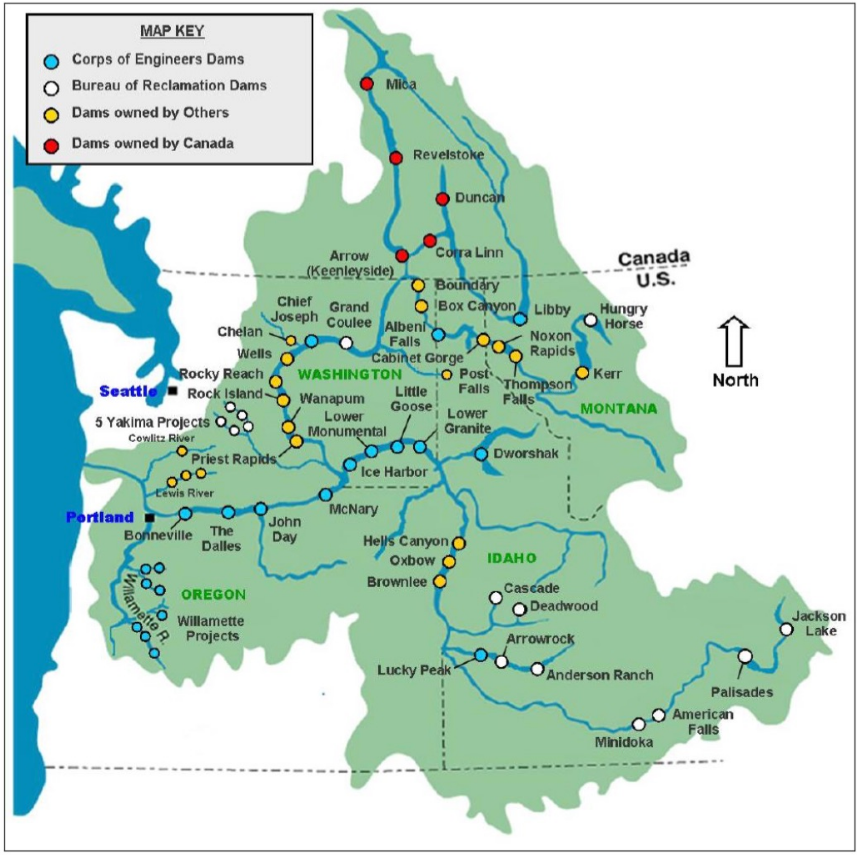 MAP KEY
Corps of Engineers Dams
Bureau of Reclamation Dams
Dams owned by Others
Dams owned by Canada
Mica
Revelstoke
Duncan
Corra Linn
Arrow
(Keenleyside)
Canada
U.S.
Boundary
Box Canyon
Libby
Hungry
Horse
Chief
Joseph
Grand
Coulee
Albeni
Falls
Chelan
Wells
Cabinet Gorge
Noxon
Rapids
North
Rocky Reach
WASHINGTON
Post
Falls
Thompson
Falls
Kerr
Seattle
Rock Island
Wanapum
Little
Goose
MONTANA
5 Yakima Projects
Lower
Monumental
Lower
Granite
Cowlitz River
Priest Rapids
Ice Harbor
Dworshak
Lewis River
Portland
Bonneville
The
Dalles
John
Day
McNary
Hells Canyon
Oxbow
Brownlee
IDAHO
Cascade
Deadwood
OREGON
Willamette R.
Willamette
Projects
Jackson
Lake
Arrowrock
Lucky Peak
Anderson Ranch
Palisades
American
Falls
Minidoka